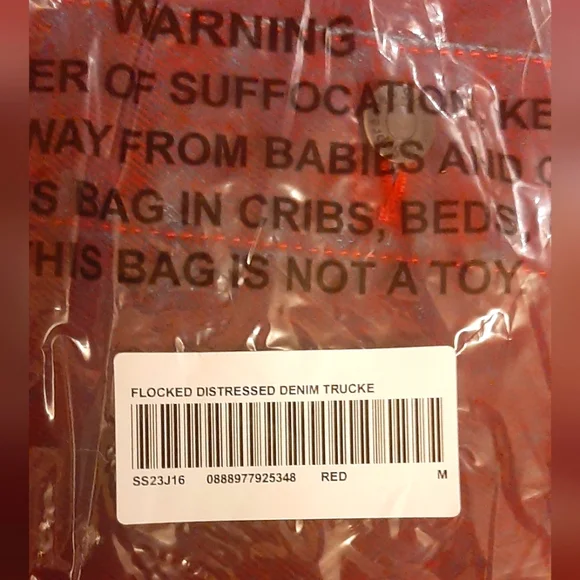 WARNING
ER OF SUFFOCATION, KE
WAY FROM BABIES AND C
S BAG IN CRIBS, BEDS,
HIS BAG IS NOT A TOY.
FLOCKED DISTRESSED DENIM TRUCKE
SS23J16 0888977925348 RED M